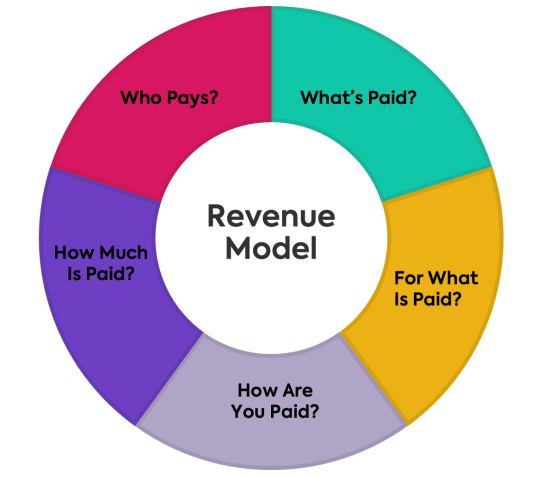 Who Pays?
What's Paid?
Revenue
Model
How Much
Is Paid?
For What
Is Paid?
How Are
You Paid?